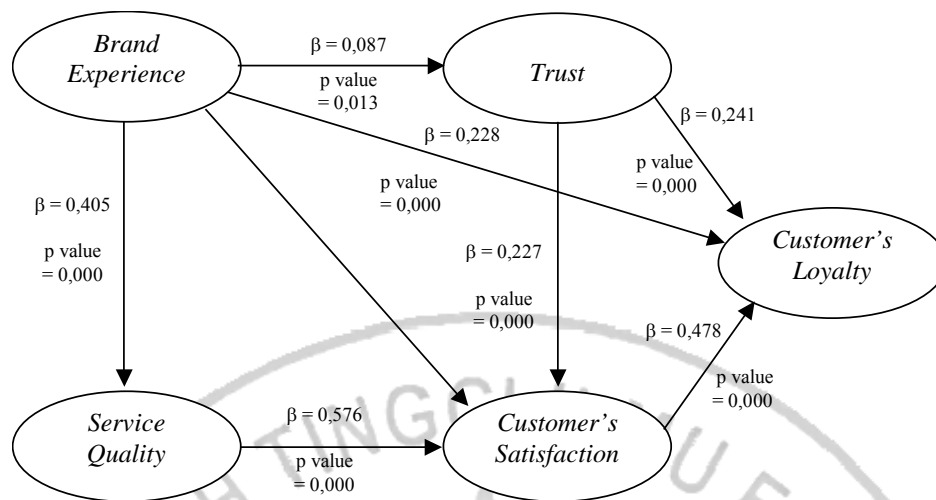 Brand
Experience
β = 0,087
p value
= 0,013
Trust
β = 0,228
p value
= 0,000
β = 0,241
p value
= 0,000
β = 0,405
p value
= 0,000
β = 0,227
p value
= 0,000
Customer’s
Loyalty
β = 0,478
p value
= 0,000
Service
Quality
β = 0,576
p value
= 0,000
Customer’s
Satisfaction